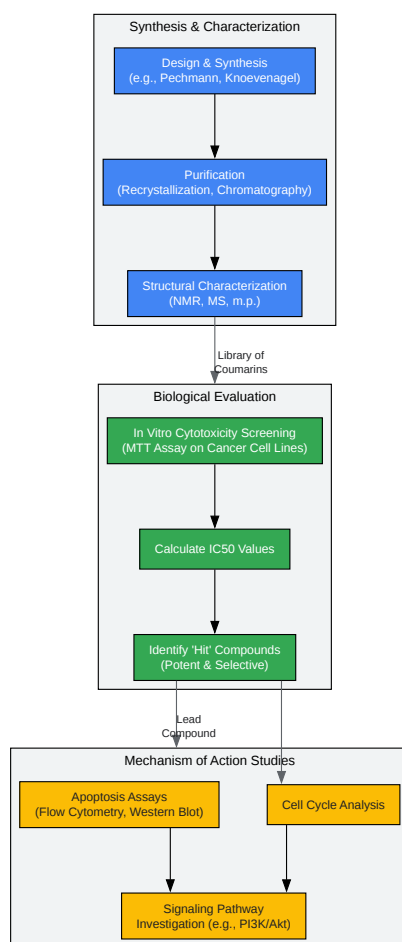 Synthesis & Characterization
Design & Synthesis
(e.g., Pechmann, Knoevenagel)
Purification
(Recrystallization, Chromatography)
Structural Characterization
(NMR, MS, m.p.)
Library of
Coumarins
Biological Evaluation
In Vitro Cytotoxicity Screening
(MTT Assay on Cancer Cell Lines)
Calculate IC50 Values
Identify 'Hit' Compounds
(Potent & Selective)
Lead
Compound
Mechanism of Action Studies
Apoptosis Assays
(Flow Cytometry, Western Blot)
Cell Cycle Analysis
Signaling Pathway
Investigation (e.g., PI3K/Akt)